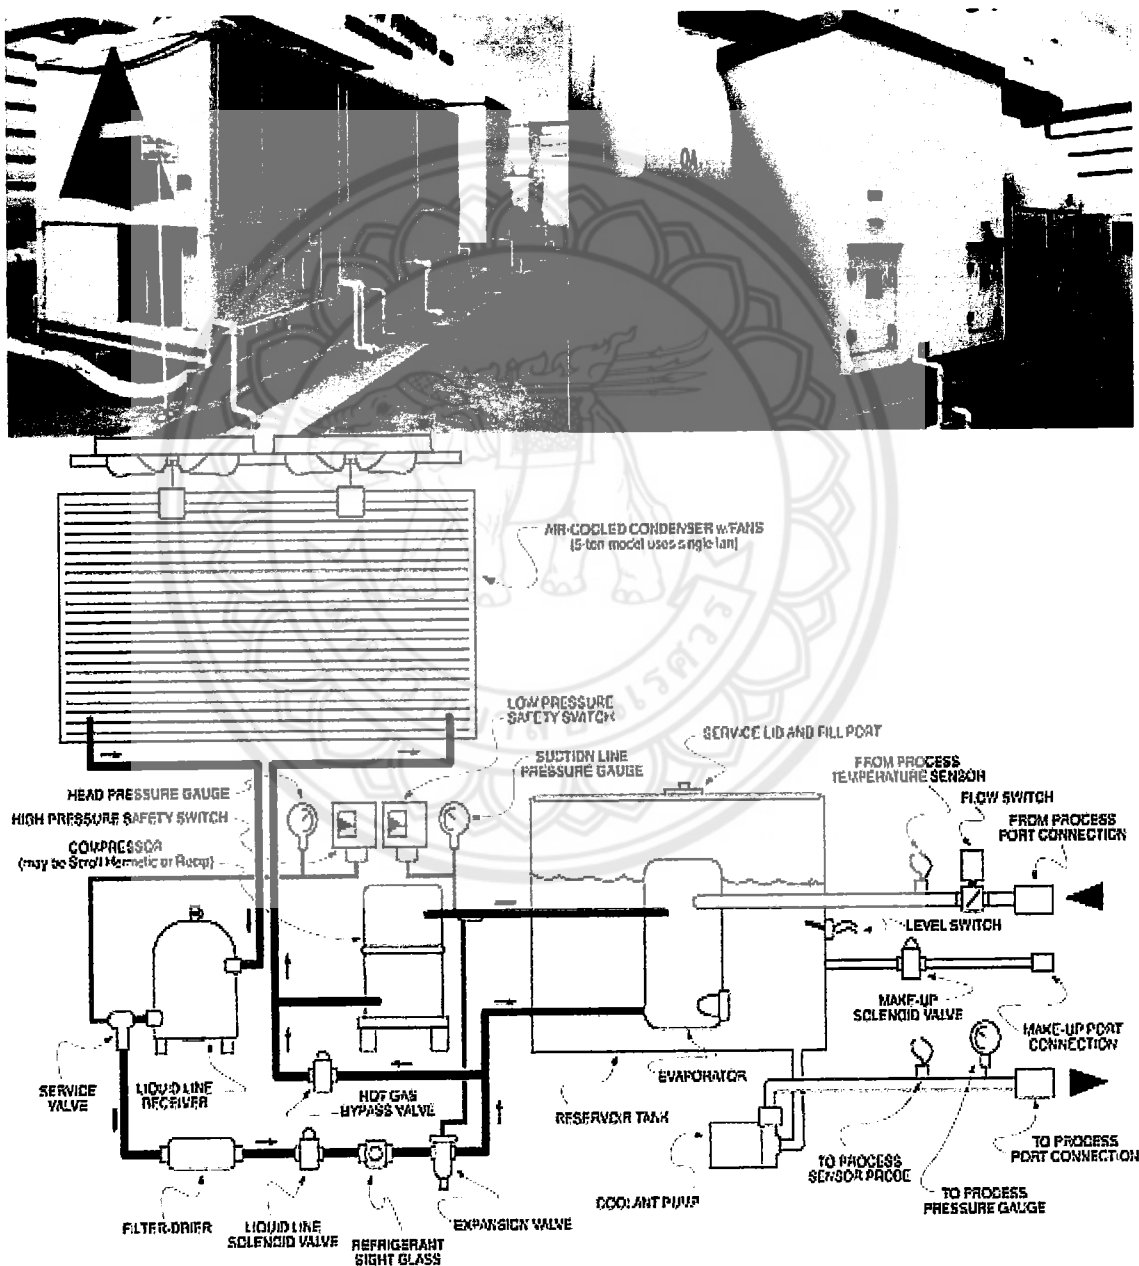 AIR-COOLED CONDENSER w/FANS
(5-ton model uses single fan)
LOW PRESSURE
SAFETY SWITCH
SUCTION LINE
PRESSURE GAUGE
SERVICE LID AND FILL PORT
FROM PROCESS
TEMPERATURE SENSOR
FLOW SWITCH
FROM PROCESS
PORT CONNECTION
HEAD PRESSURE GAUGE
HIGH PRESSURE SAFETY SWITCH
COMPRESSOR
(may be Scroll Hermetic or Recip)
LEVEL SWITCH
MAKE-UP
SOLENOID VALVE
MAKE-UP PORT
CONNECTION
SERVICE
VALVE
LIQUID LINE
RECEIVER
HOT GAS
BYPASS VALVE
EVAPORATOR
RESERVOIR TANK
TO PROCESS
PORT CONNECTION
TO PROCESS
SENSOR PROBE
TO PROCESS
PRESSURE GAUGE
COOLANT PUMP
FILTER-DRIER
LIQUID LINE
SOLENOID VALVE
REFRIGERANT
SIGHT GLASS
EXPANSION VALVE